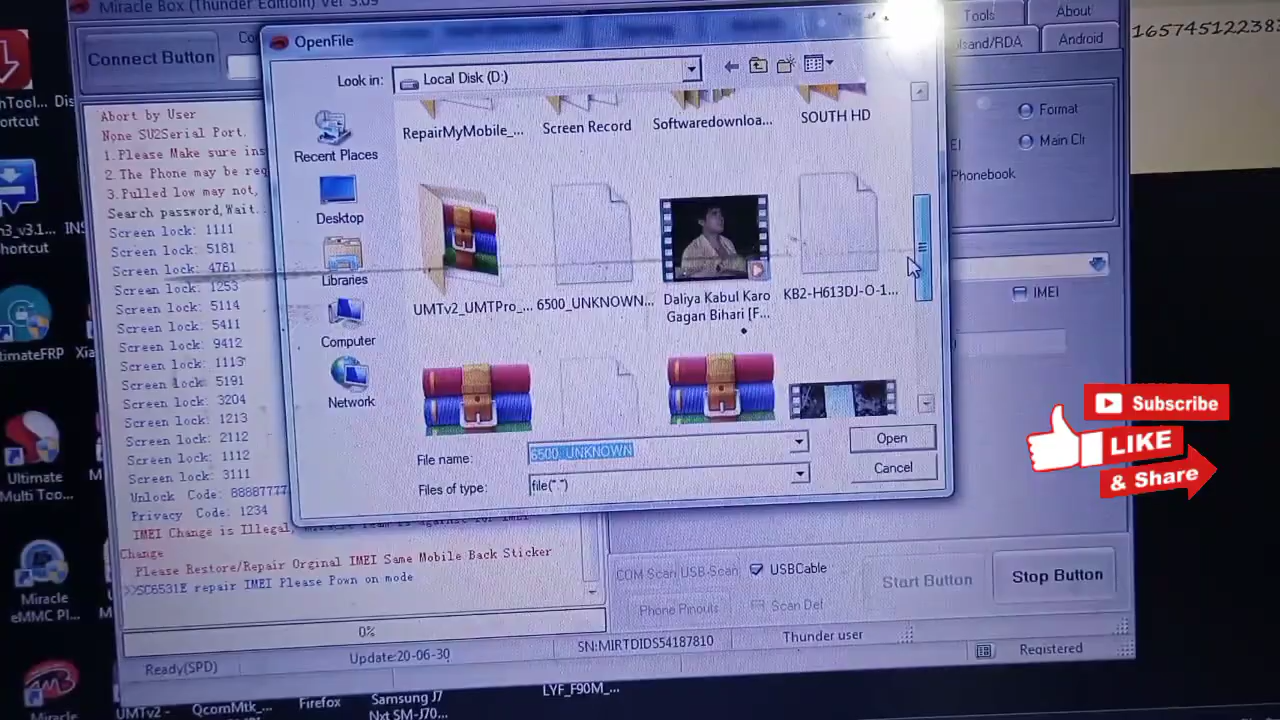 Miracle Box (Thunder Edition) Ver 3.09
Connect Button
Tools
About
Android
OpenFile
Look in:
Local Disk (D:)
Recent Places
Desktop
Libraries
Computer
Network
RepairMyMobile_...
Screen Record
Softwaredownloa...
SOUTH HD
UMTv2_UMTPro_...
6500_UNKNOWN...
Daliya Kabul Karo
Gagan Bihari [F...
KB2-H613DJ-O-1...
File name:
6500_UNKNOWN
Open
Files of type:
file(*.*)
Cancel
Abort by User
None SU2Serial Port.
1.Please Make sure ins
2.The Phone may be req
3.Pulled low may not,
Search password,Wait..
Screen lock: 1111
Screen lock: 5181
Screen lock: 4761
Screen lock: 1253
Screen lock: 5114
Screen lock: 5411
Screen lock: 9412
Screen lock: 1113
Screen lock: 5191
Screen lock: 3204
Screen lock: 1213
Screen lock: 2112
Screen lock: 1112
Screen lock: 3111
Unlock Code: 88887777
Privacy Code: 1234
IMEI Change is Illegal,
Change
Please Restore/Repair Orginal IMEI Same Mobile Back Sticker
>>SC6531E repair IMEI Please Pown on mode
0%
Ready(SPD)
Update:20-06-30
SN:MIRTDIDS54187810
Thunder user
Registered
Format
Main Clr
Phonebook
IMEI
COM Scan USB-Scan
USBCable
Start Button
Stop Button
Phone Pinouts
Scan Def
Subscribe
LIKE
& Share
shortcut
UltimateFRP
Ultimate
Multi Too...
Miracle
eMMC Pl...
Miracle
UMTv2 -
QcomMtk_...
Firefox
Samsung J7
Nxt SM-J70...
LYF_F90M_...